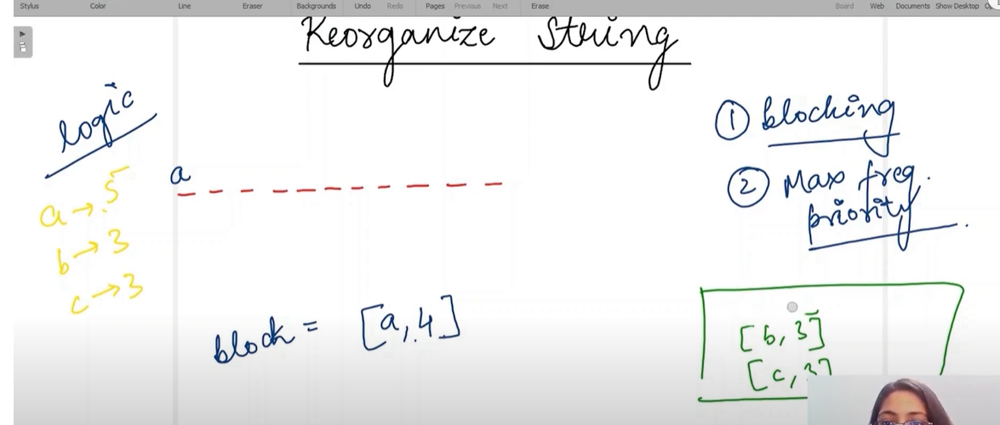 Stylus Color Line Eraser Backgrounds Undo Redo Pages Previous Next Erase Board Web Documents Show Desktop
Reorganize String
logic
① blocking
② Max freq.
priority.
a
a → 5
b → 3
c → 3
block = [a, 4]
[b, 3]
[c, 3]